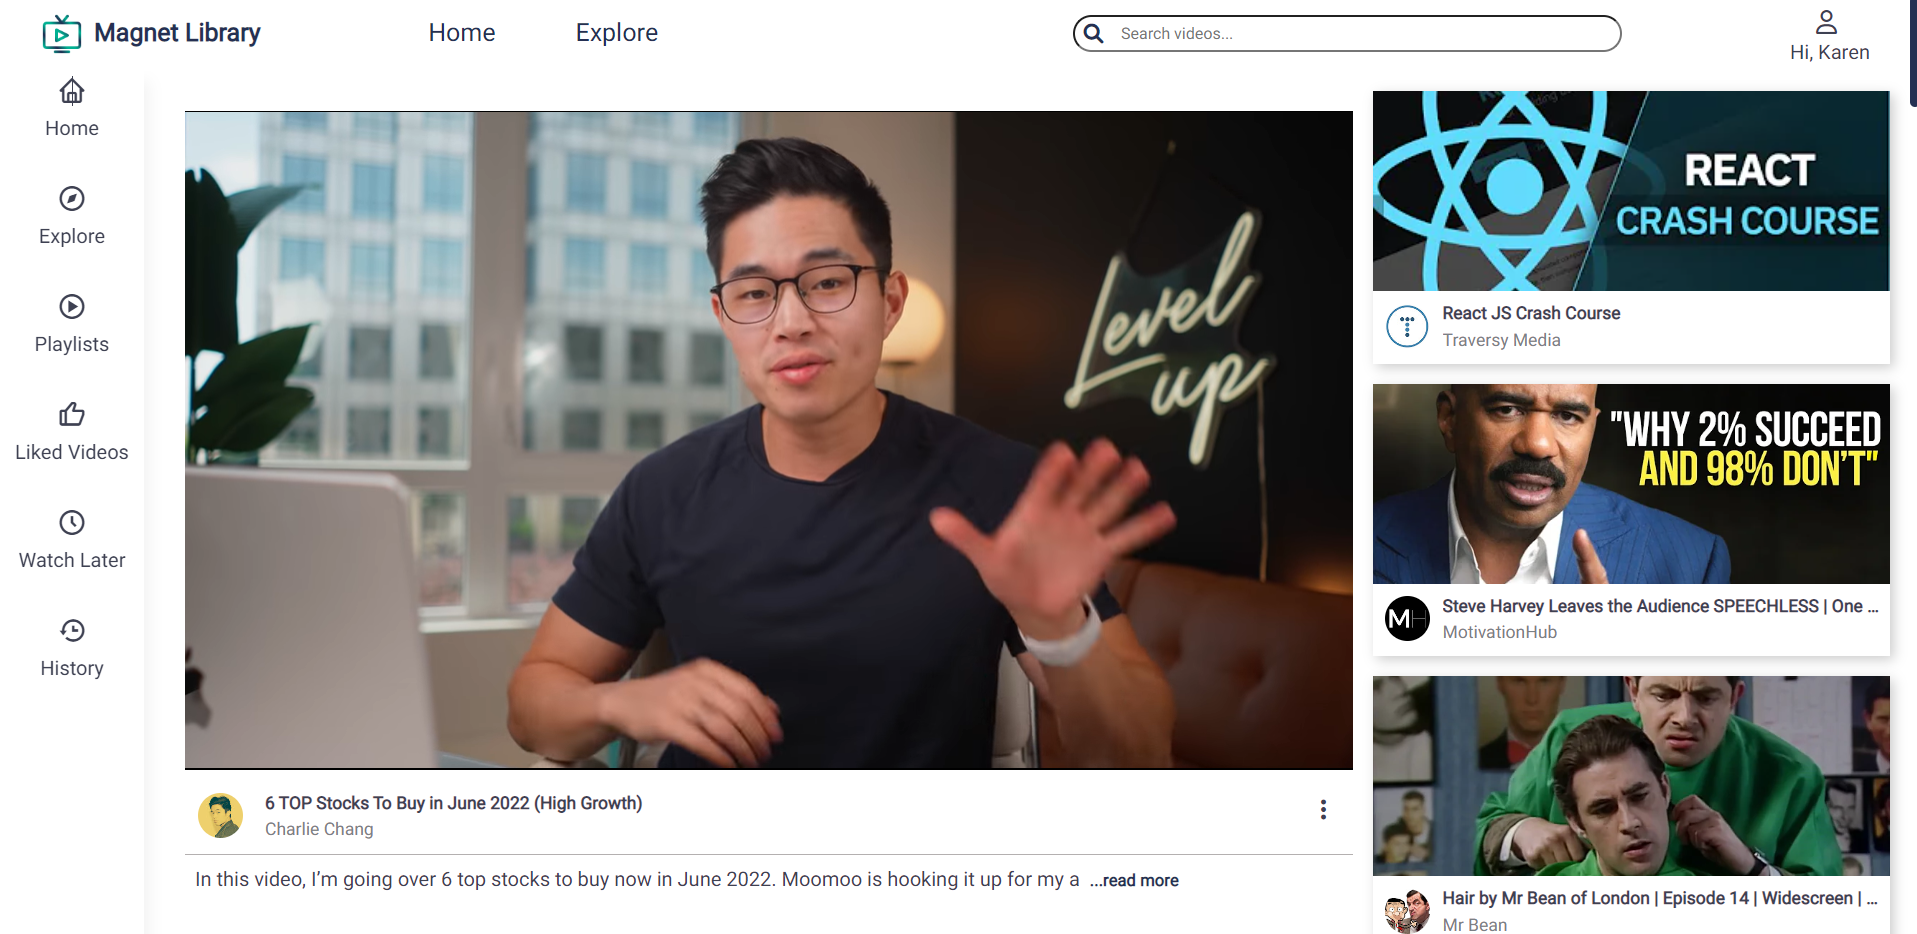 Magnet Library
Home
Explore
Search videos...
Hi, Karen
Home
Explore
Playlists
Liked Videos
Watch Later
History
Level
up
6 TOP Stocks To Buy in June 2022 (High Growth)
Charlie Chang
In this video, I'm going over 6 top stocks to buy now in June 2022. Moomoo is hooking it up for my a ...read more
REACT
CRASH COURSE
React JS Crash Course
Traversy Media
"WHY 2% SUCCEED
AND 98% DON'T"
MH
Steve Harvey Leaves the Audience SPEECHLESS | One ...
MotivationHub
Hair by Mr Bean of London | Episode 14 | Widescreen | ...
Mr Bean